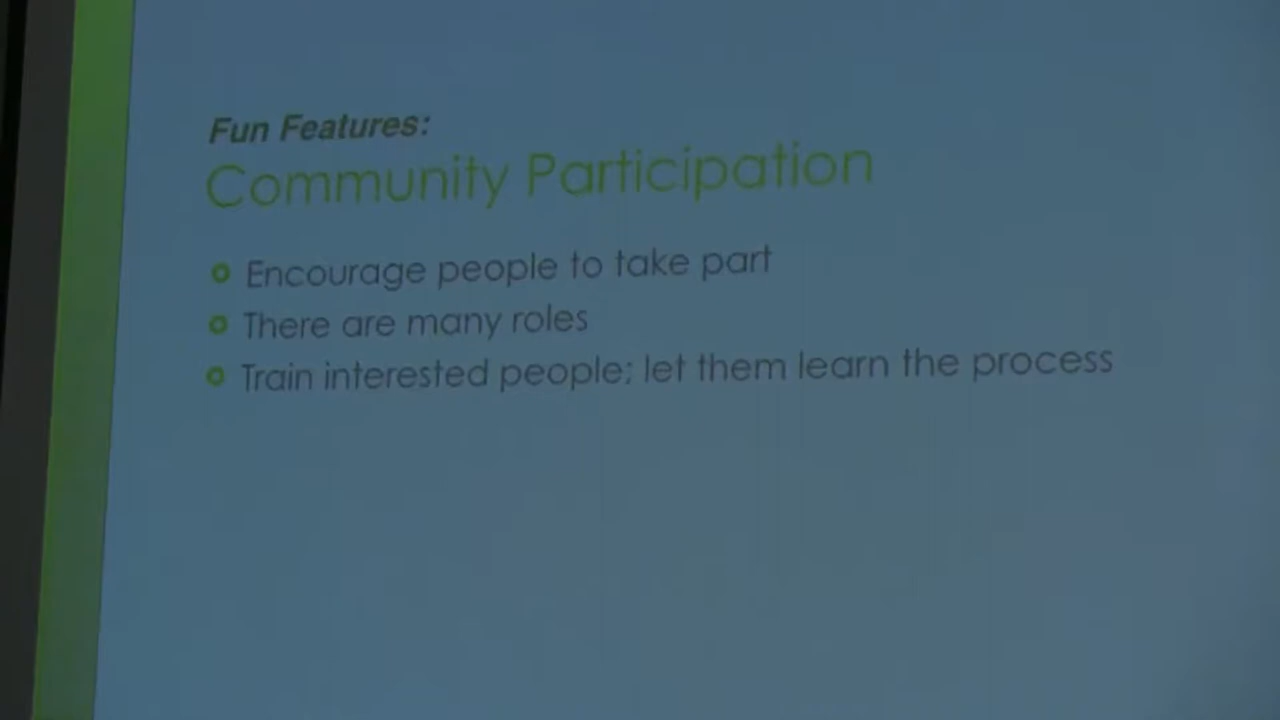 Fun Features:
Community Participation
Encourage people to take part
There are many roles
Train interested people; let them learn the process